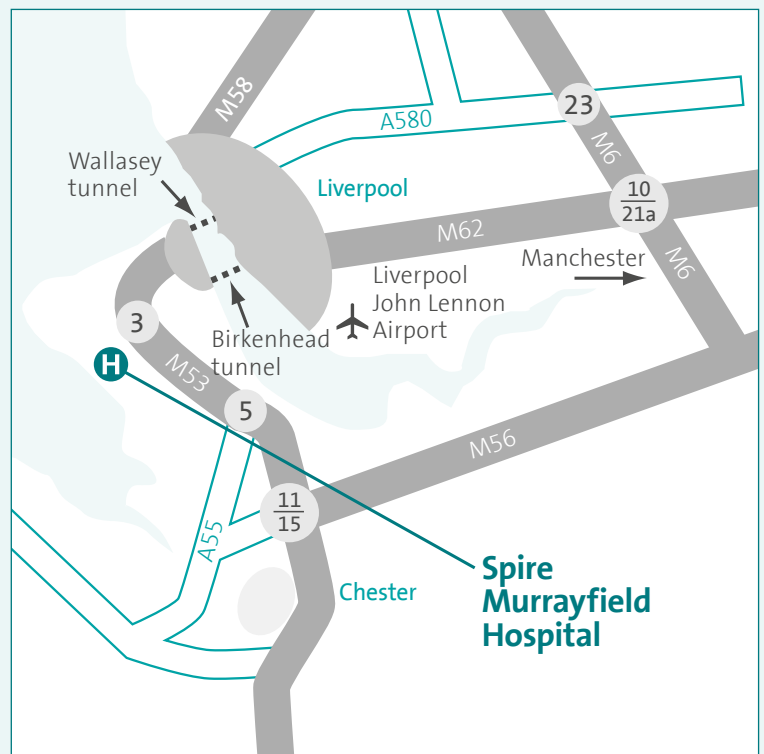 M58
23
A580
M6
Wallasey
tunnel
Liverpool
10
21a
M62
Manchester
M6
Liverpool
John Lennon
Airport
3
Birkenhead
tunnel
H
M53
5
M56
11
15
A55
Spire
Murrayfield
Hospital
Chester